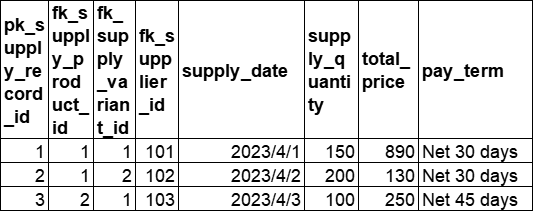 pk_supply_record_id fk_supply_product_id fk_supply_variant_id fk_supplier_id supply_date supply_quantity total_price pay_term
1 1 1 101 2023/4/1 150 890 Net 30 days
2 1 2 102 2023/4/2 200 130 Net 30 days
3 2 1 103 2023/4/3 100 250 Net 45 days